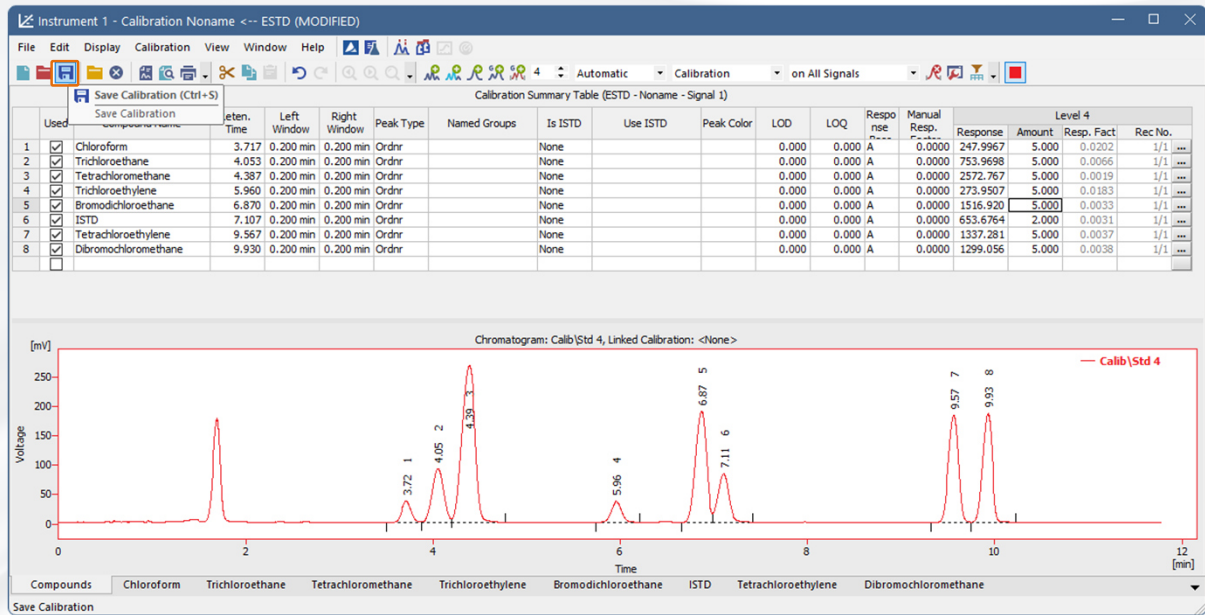 Instrument 1 - Calibration Noname <-- ESTD (MODIFIED)
File Edit Display Calibration View Window Help
4 Automatic Calibration on All Signals
Save Calibration (Ctrl+S)
Save Calibration
Calibration Summary Table (ESTD - Noname - Signal 1)
Used Reten. Time Left Window Right Window Peak Type Named Groups Is ISTD Use ISTD Peak Color LOD LOQ Respo nse Manual Resp. Level 4
Response Amount Resp. Fact Rec No.
1 Chloroform 3.717 0.200 min 0.200 min Ordnr None 0.000 0.000 A 0.0000 247.9967 5.000 0.0202 1/1 ...
2 Trichloroethane 4.053 0.200 min 0.200 min Ordnr None 0.000 0.000 A 0.0000 753.9698 5.000 0.0066 1/1 ...
3 Tetrachloromethane 4.387 0.200 min 0.200 min Ordnr None 0.000 0.000 A 0.0000 2572.767 5.000 0.0019 1/1 ...
4 Trichloroethylene 5.960 0.200 min 0.200 min Ordnr None 0.000 0.000 A 0.0000 273.9507 5.000 0.0183 1/1 ...
5 Bromodichloroethane 6.870 0.200 min 0.200 min Ordnr None 0.000 0.000 A 0.0000 1516.920 5.000 0.0033 1/1 ...
6 ISTD 7.107 0.200 min 0.200 min Ordnr None 0.000 0.000 A 0.0000 653.6764 2.000 0.0031 1/1 ...
7 Tetrachloroethylene 9.567 0.200 min 0.200 min Ordnr None 0.000 0.000 A 0.0000 1337.281 5.000 0.0037 1/1 ...
8 Dibromochloromethane 9.930 0.200 min 0.200 min Ordnr None 0.000 0.000 A 0.0000 1299.056 5.000 0.0038 1/1 ...
Chromatogram: Calib\Std 4, Linked Calibration: <None>
[mV]
Calib\Std 4
250
200
150
100
50
0
Voltage
3.72 1
4.05 2
4.39 3
5.96 4
6.87 5
7.11 6
9.57 7
9.93 8
0 2 4 6 8 10 12
Time
[min]
Compounds Chloroform Trichloroethane Tetrachloromethane Trichloroethylene Bromodichloroethane ISTD Tetrachloroethylene Dibromochloromethane
Save Calibration